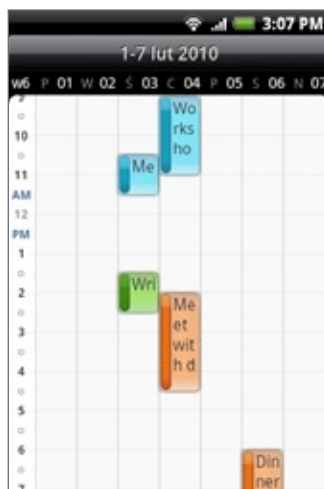 3:07 PM
1-7 lut 2010
w6 P 01 W 02 Ś 03 C 04 P 05 S 06 N 07
Wo
rks
ho
10
Me
11
AM
12
PM
1
Wri
2
Me
et
wit
h d
3
4
5
6
Din
ner